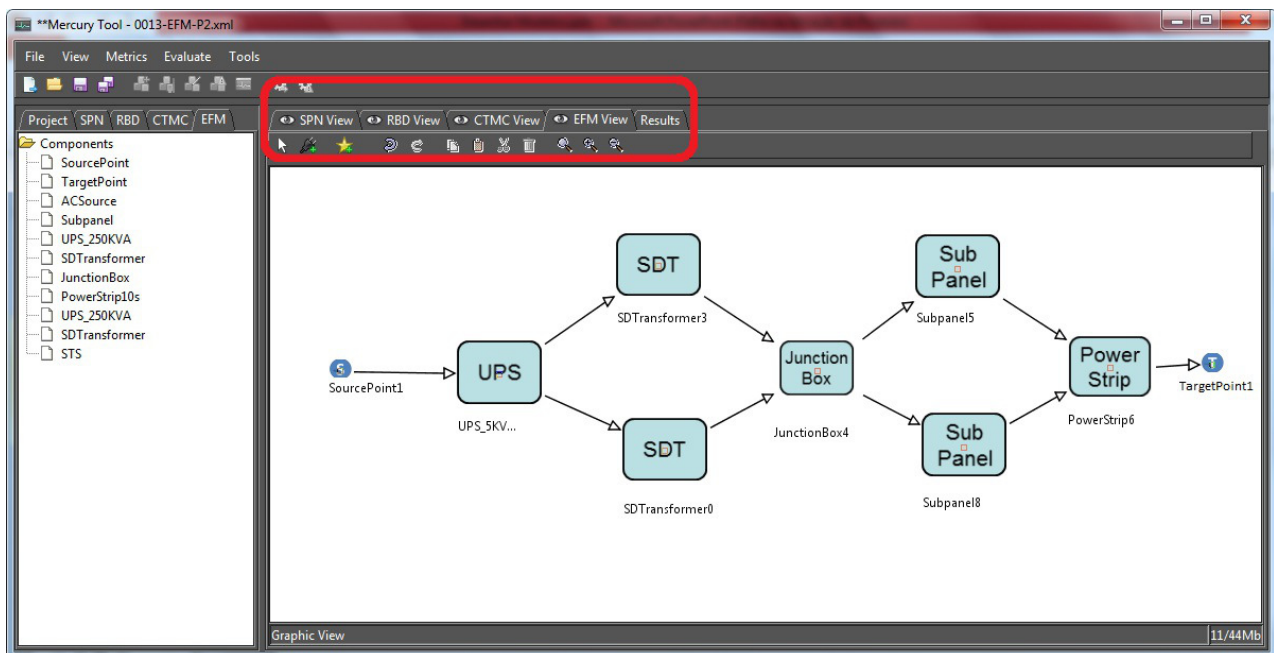 **Mercury Tool - 0013-EFM-P2.xml
File View Metrics Evaluate Tools
Project SPN RBD CTMC EFM
SPN View RBD View CTMC View EFM View Results
Components
SourcePoint
TargetPoint
ACSource
Subpanel
UPS_250KVA
SDTransformer
JunctionBox
PowerStrip10s
UPS_250KVA
SDTransformer
STS
SDT
SDTransformer3
Sub
Panel
Subpanel5
S
SourcePoint1
UPS
UPS_5KV...
Junction
Box
JunctionBox4
Power
Strip
PowerStrip6
T
TargetPoint1
SDT
SDTransformer0
Sub
Panel
Subpanel8
Graphic View
11/44Mb